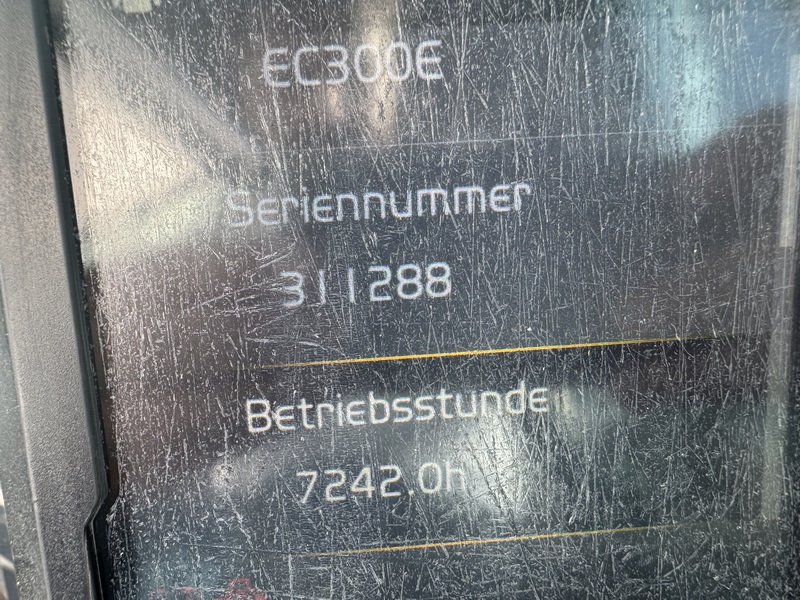 EC300E
Seriennummer
311288
Betriebsstunden
7242.0h